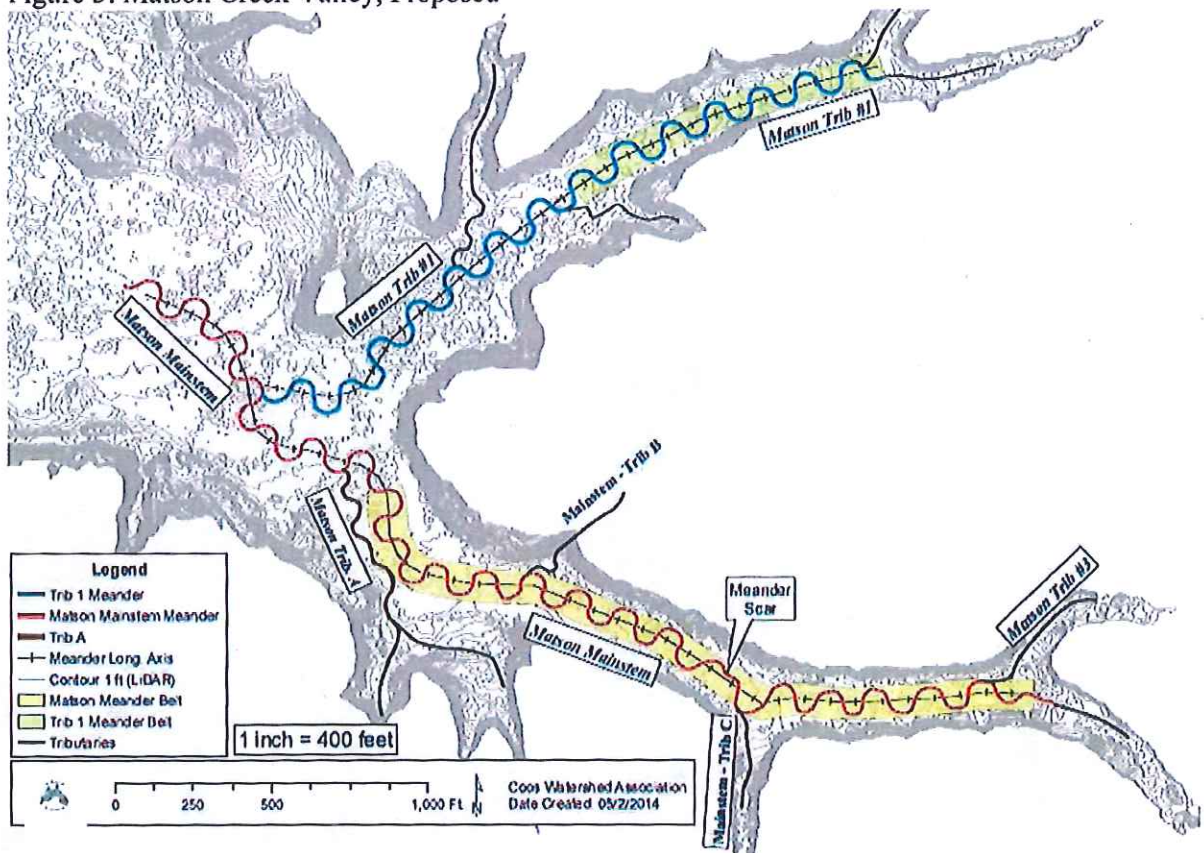 Figure 3. Matson Creek Valley, Proposed
Matson Trib #1
Matson Trib #1
Matson Mainstem
Matson Trib A
Mainstem - Trib B
Meander
Scar
Matson Trib #3
Matson Mainstem
Mainstem - Trib C
Legend
Trib 1 Meander
Matson Mainstem Meander
Trib A
Meander Long. Axis
Contour 1 ft (LiDAR)
Matson Meander Belt
Trib 1 Meander Belt
Tributaries
1 inch = 400 feet
0 250 500 1,000 Ft
N
Coos Watershed Association
Date Created 05/2/2014